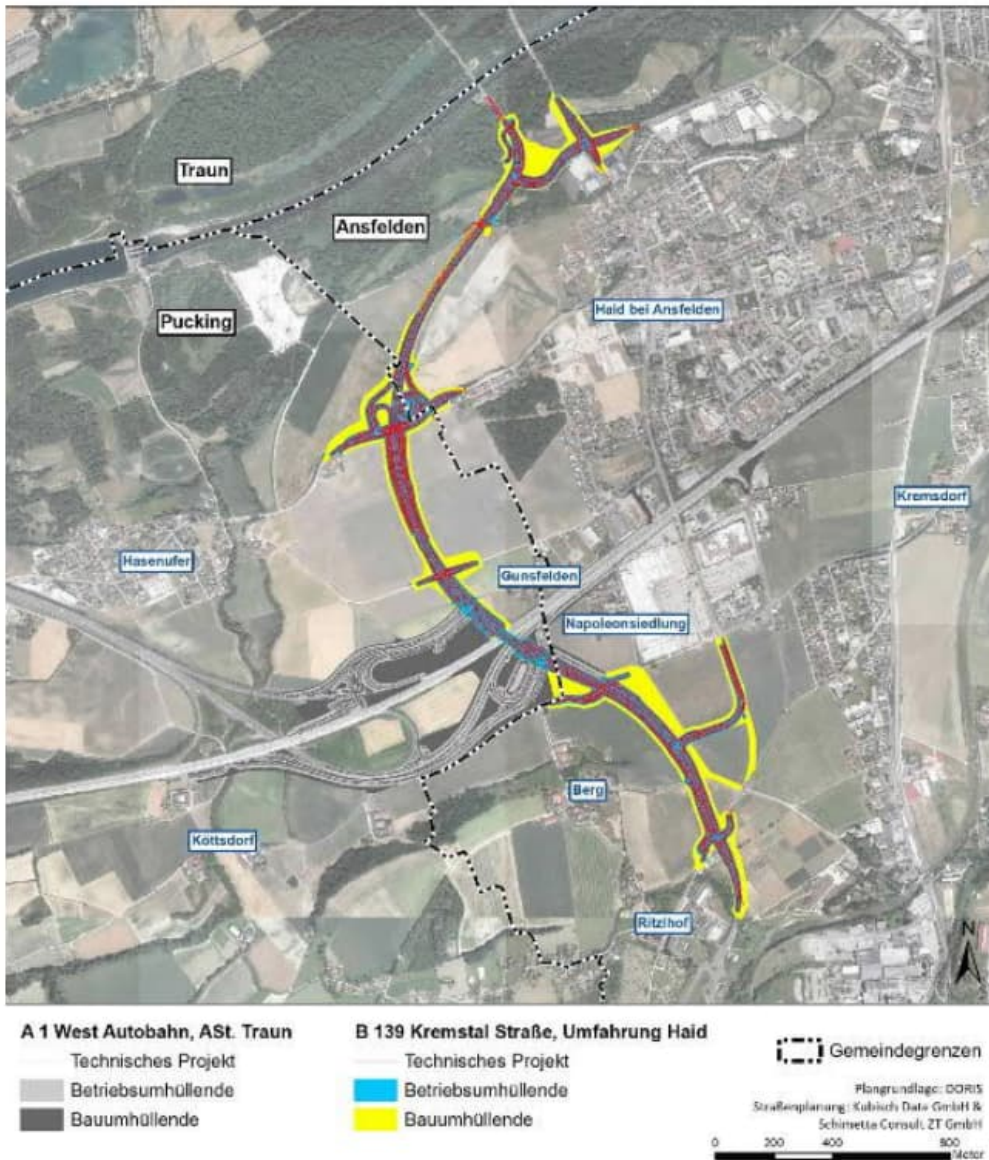 Traun
Ansfelden
Haid bei Ansfelden
Pucking
Kremsdorf
Hasenufer
Gunsfelden
Napoleonsiedlung
Berg
Köttsdorf
Ritzlhof
N
A 1 West Autobahn, ASt. Traun
Technisches Projekt
Betriebsumhüllende
Bauumhüllende
B 139 Kremstal Straße, Umfahrung Haid
Technisches Projekt
Betriebsumhüllende
Bauumhüllende
Gemeindegrenzen
Plangrundlage: DORIS
Straßenplanung: Kubisch Data GmbH &
Schimetta Consult ZT GmbH
0 200 400 800
Meter